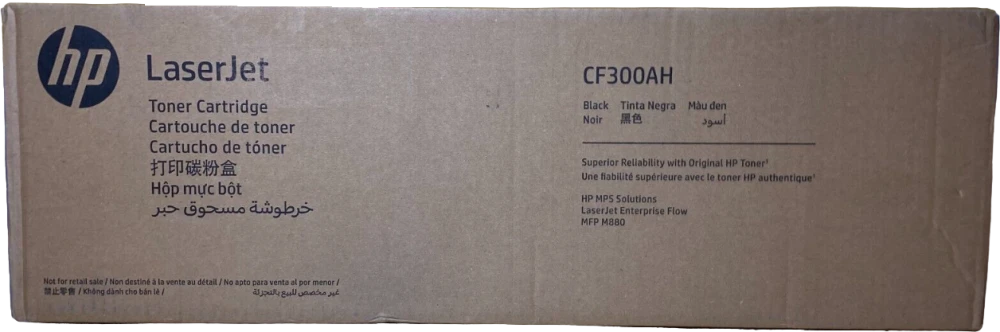 hp
LaserJet
Toner Cartridge
Cartouche de toner
Cartucho de tóner
打印碳粉盒
Hộp mực bột
خرطوشة مسحوق حبر
Not for retail sale / Non destiné à la vente au détail / No apto para venta al por menor /
禁止零售 / Không dành cho bán lẻ / غير مخصص للبيع بالتجزئة
CF300AH
Black Tinta Negra Màu đen
Noir 黑色 أسود
Superior Reliability with Original HP Toner¹
Une fiabilité supérieure avec le toner HP authentique¹
HP MPS Solutions
LaserJet Enterprise Flow
MFP M880